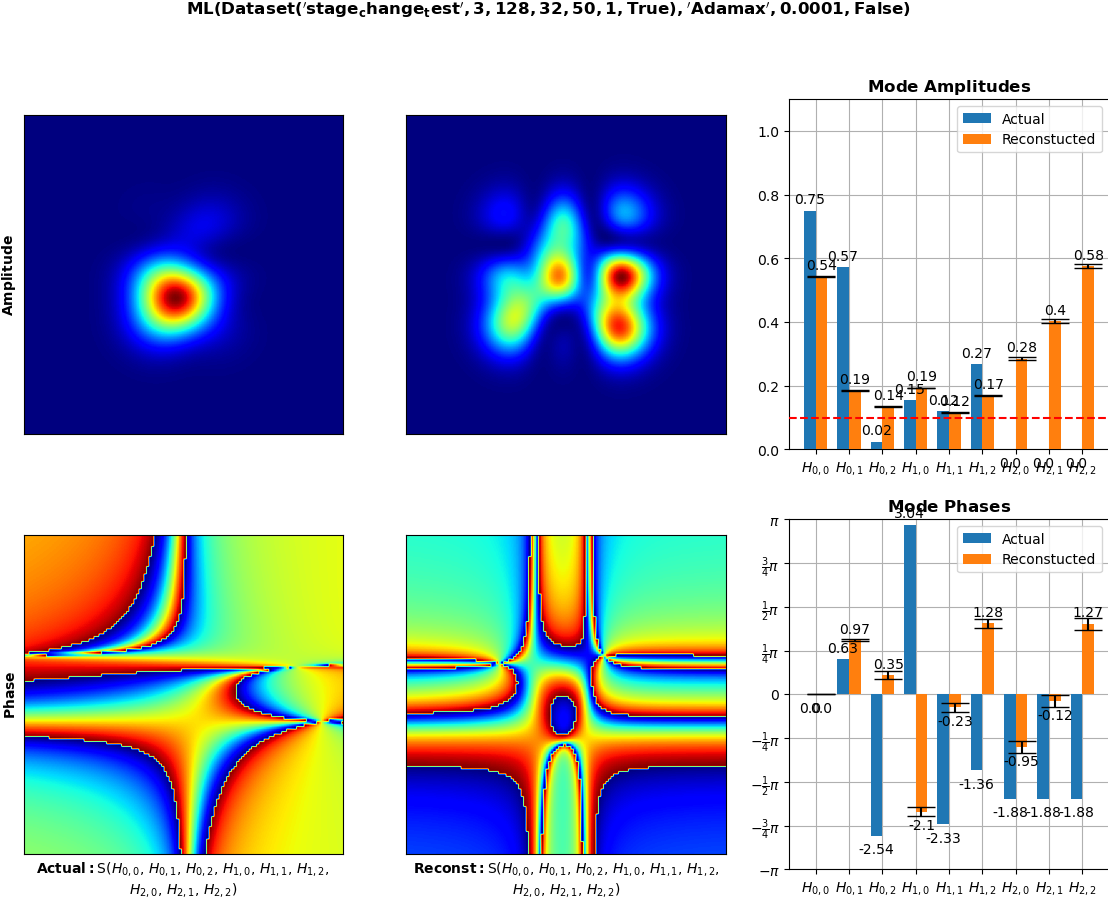 ML(Dataset('stage_change_test', 3, 128, 32, 50, 1, True), 'Adamax', 0.0001, False)
Amplitude
Mode Amplitudes
Actual
Reconstucted
1.0
0.8
0.6
0.4
0.2
0.0
0.75
0.54
0.57
0.19
0.02
0.14
0.15
0.19
0.12
0.12
0.27
0.17
0.0
0.28
0.0
0.4
0.0
0.58
H0,0 H0,1 H0,2 H1,0 H1,1 H1,2 H2,0 H2,1 H2,2
Phase
Actual: S(H0,0, H0,1, H0,2, H1,0, H1,1, H1,2,
H2,0, H2,1, H2,2)
Reconst: S(H0,0, H0,1, H0,2, H1,0, H1,1, H1,2,
H2,0, H2,1, H2,2)
Mode Phases
Actual
Reconstucted
π
3/4π
1/2π
1/4π
0
−1/4π
−1/2π
−3/4π
−π
0.0
0.0
0.63
0.97
-2.54
0.35
3.04
-2.1
-2.33
-0.23
-1.36
1.28
-1.88
-0.95
-1.88
-0.12
-1.88
1.27
H0,0 H0,1 H0,2 H1,0 H1,1 H1,2 H2,0 H2,1 H2,2